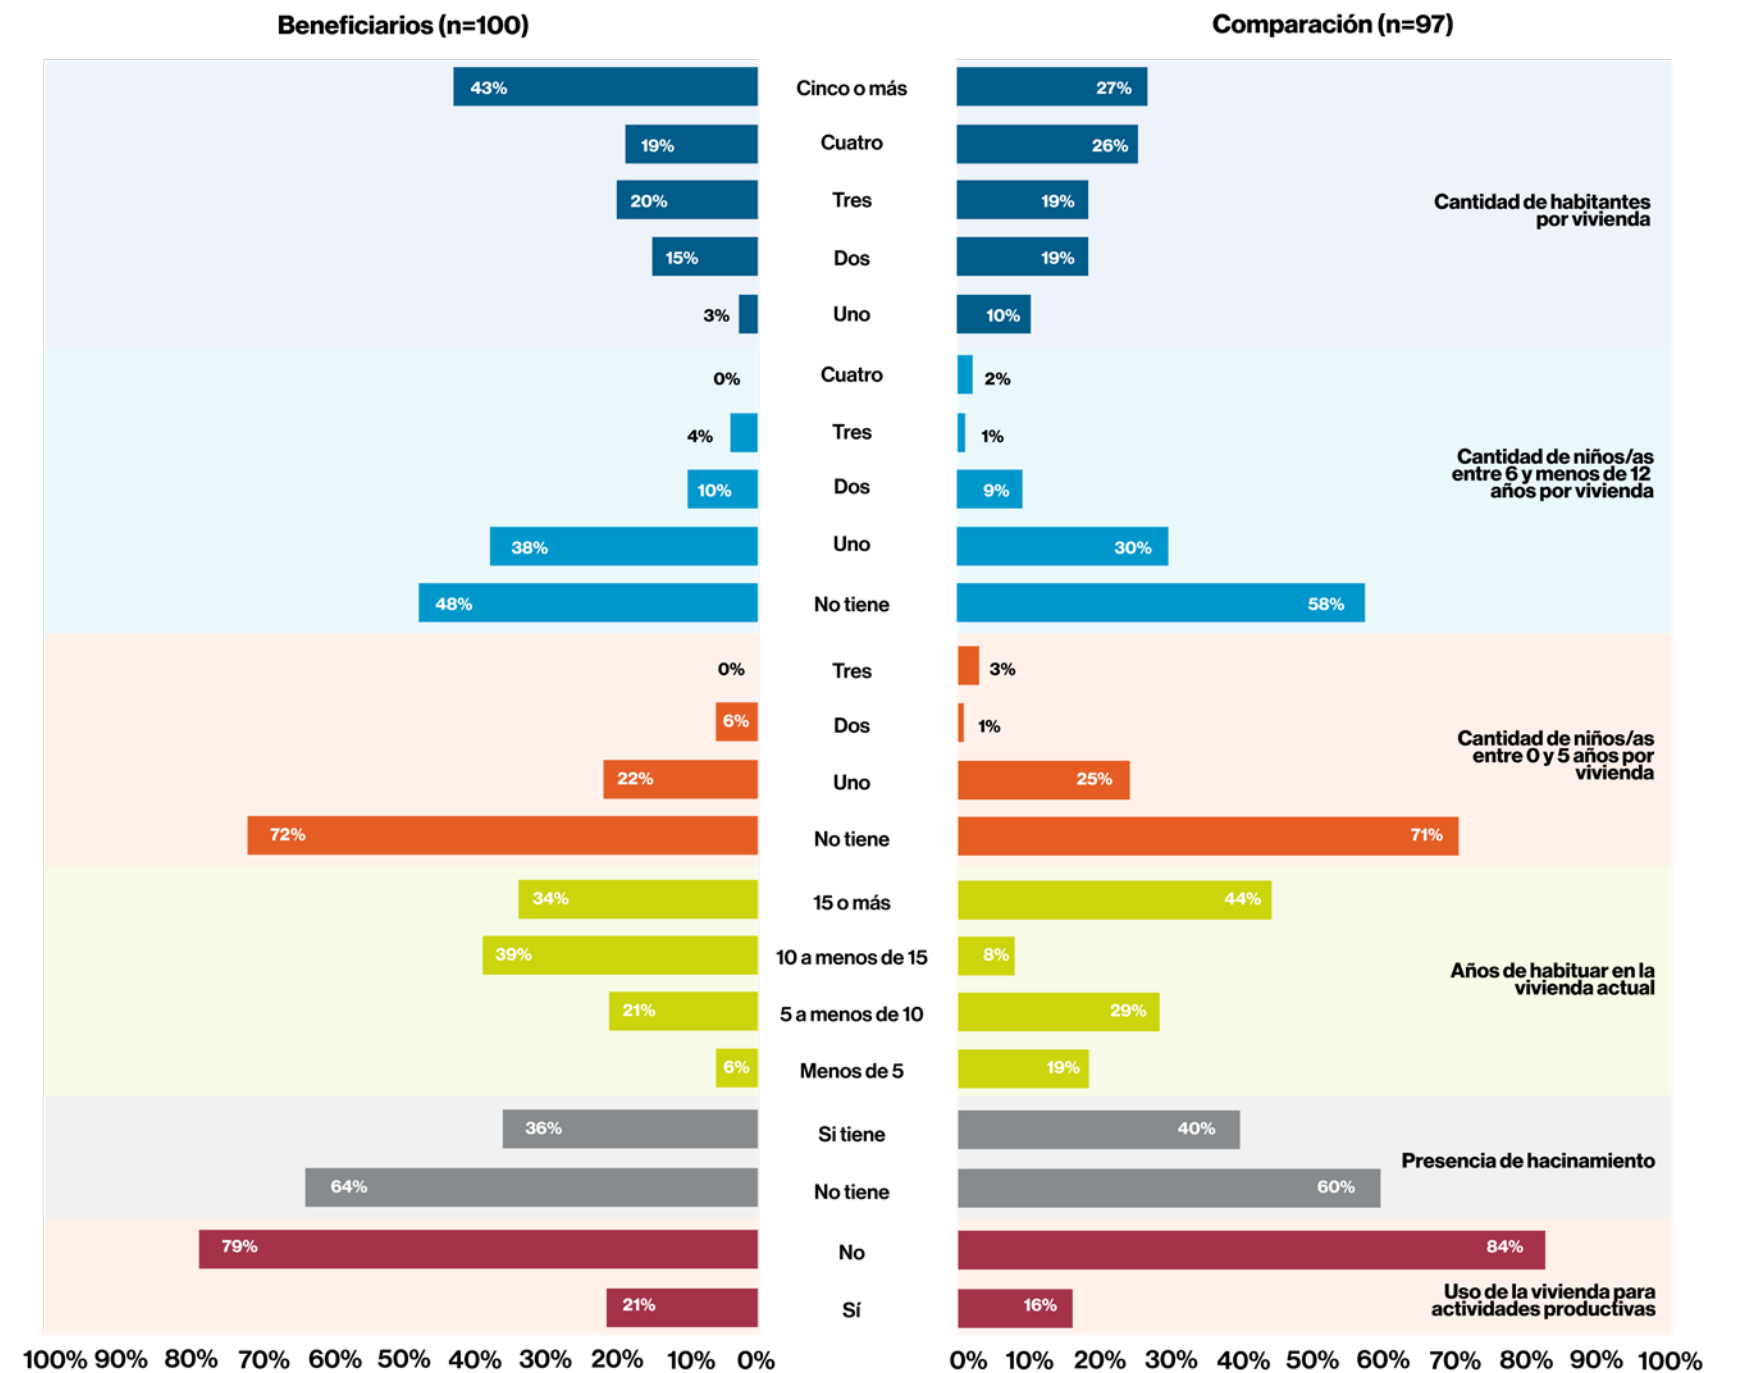 Beneficiarios (n=100)
Comparación (n=97)
43%
Cinco o más
27%
19%
Cuatro
26%
20%
Tres
19%
Cantidad de habitantes
por vivienda
15%
Dos
19%
3%
Uno
10%
0%
Cuatro
2%
4%
Tres
1%
Cantidad de niños/as
entre 6 y menos de 12
años por vivienda
10%
Dos
9%
38%
Uno
30%
48%
No tiene
58%
0%
Tres
3%
6%
Dos
1%
Cantidad de niños/as
entre 0 y 5 años por
vivienda
22%
Uno
25%
72%
No tiene
71%
34%
15 o más
44%
39%
10 a menos de 15
8%
Años de habituar en la
vivienda actual
21%
5 a menos de 10
29%
6%
Menos de 5
19%
36%
Si tiene
40%
Presencia de hacinamiento
64%
No tiene
60%
79%
No
84%
Uso de la vivienda para
actividades productivas
21%
Sí
16%
100% 90% 80% 70% 60% 50% 40% 30% 20% 10% 0%
0% 10% 20% 30% 40% 50% 60% 70% 80% 90% 100%